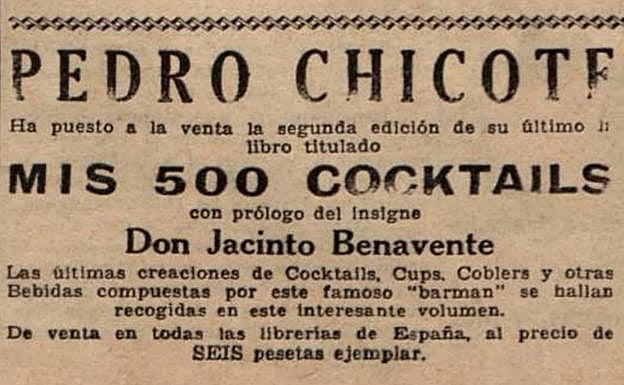 PEDRO CHICOTE
Ha puesto a la venta la segunda edición de su último
libro titulado
MIS 500 COCKTAILS
con prólogo del insigne
Don Jacinto Benavente
Las últimas creaciones de Cocktails, Cups, Coblers y otras
Bebidas compuestas por este famoso "barman" se hallan
recogidas en este interesante volumen.
De venta en todas las librerías de España, al precio de
SEIS pesetas ejemplar.